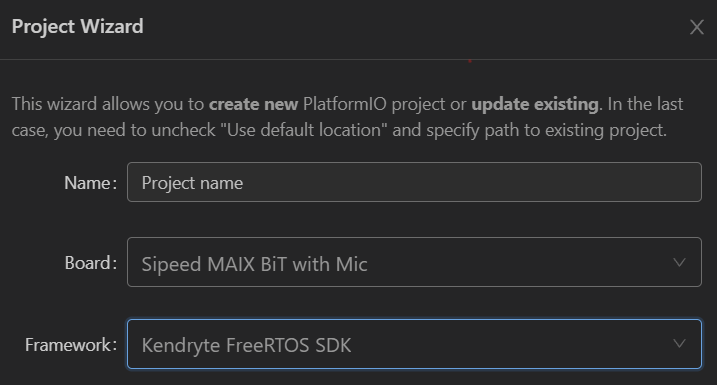 Project Wizard
This wizard allows you to create new PlatformIO project or update existing. In the last
case, you need to uncheck "Use default location" and specify path to existing project.
Name: Project name
Board: Sipeed MAIX BiT with Mic
Framework: Kendryte FreeRTOS SDK